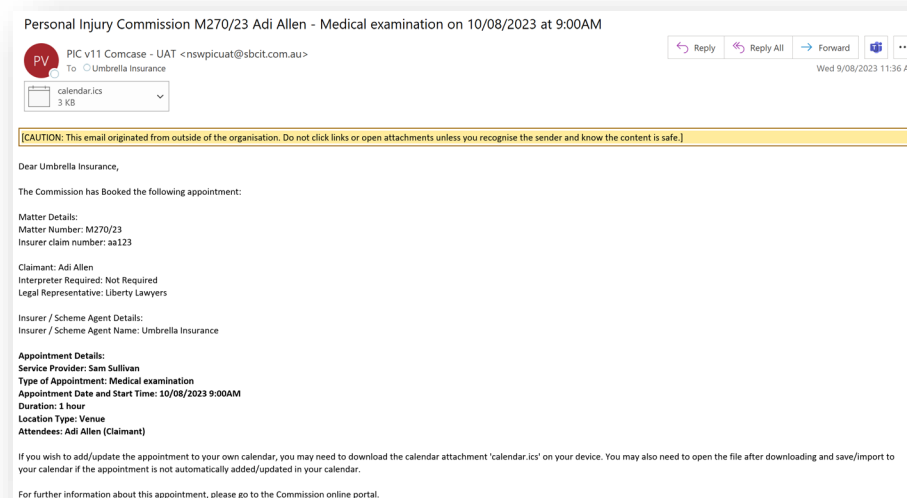 Personal Injury Commission M270/23 Adi Allen - Medical examination on 10/08/2023 at 9:00AM
PV
PIC v11 Comcase - UAT <nswpicuat@sbcit.com.au>
To Umbrella Insurance
Reply
Reply All
Forward
Wed 9/08/2023 11:36 A
calendar.ics
3 KB
[CAUTION: This email originated from outside of the organisation. Do not click links or open attachments unless you recognise the sender and know the content is safe.]
Dear Umbrella Insurance,
The Commission has Booked the following appointment:
Matter Details:
Matter Number: M270/23
Insurer claim number: aa123
Claimant: Adi Allen
Interpreter Required: Not Required
Legal Representative: Liberty Lawyers
Insurer / Scheme Agent Details:
Insurer / Scheme Agent Name: Umbrella Insurance
Appointment Details:
Service Provider: Sam Sullivan
Type of Appointment: Medical examination
Appointment Date and Start Time: 10/08/2023 9:00AM
Duration: 1 hour
Location Type: Venue
Attendees: Adi Allen (Claimant)
If you wish to add/update the appointment to your own calendar, you may need to download the calendar attachment 'calendar.ics' on your device. You may also need to open the file after downloading and save/import to
your calendar if the appointment is not automatically added/updated in your calendar.
For further information about this appointment, please go to the Commission online portal.